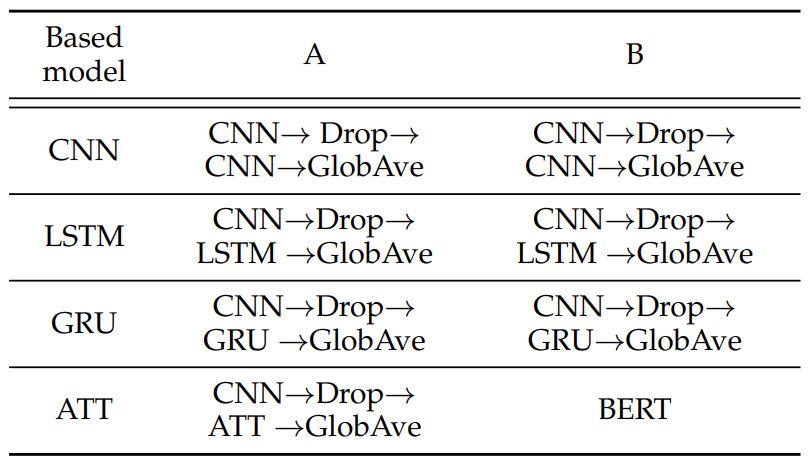 Based
model
A
B
CNN
CNN→ Drop→
CNN→GlobAve
CNN→Drop→
CNN→GlobAve
LSTM
CNN→Drop→
LSTM →GlobAve
CNN→Drop→
LSTM →GlobAve
GRU
CNN→Drop→
GRU →GlobAve
CNN→Drop→
GRU→GlobAve
ATT
CNN→Drop→
ATT →GlobAve
BERT